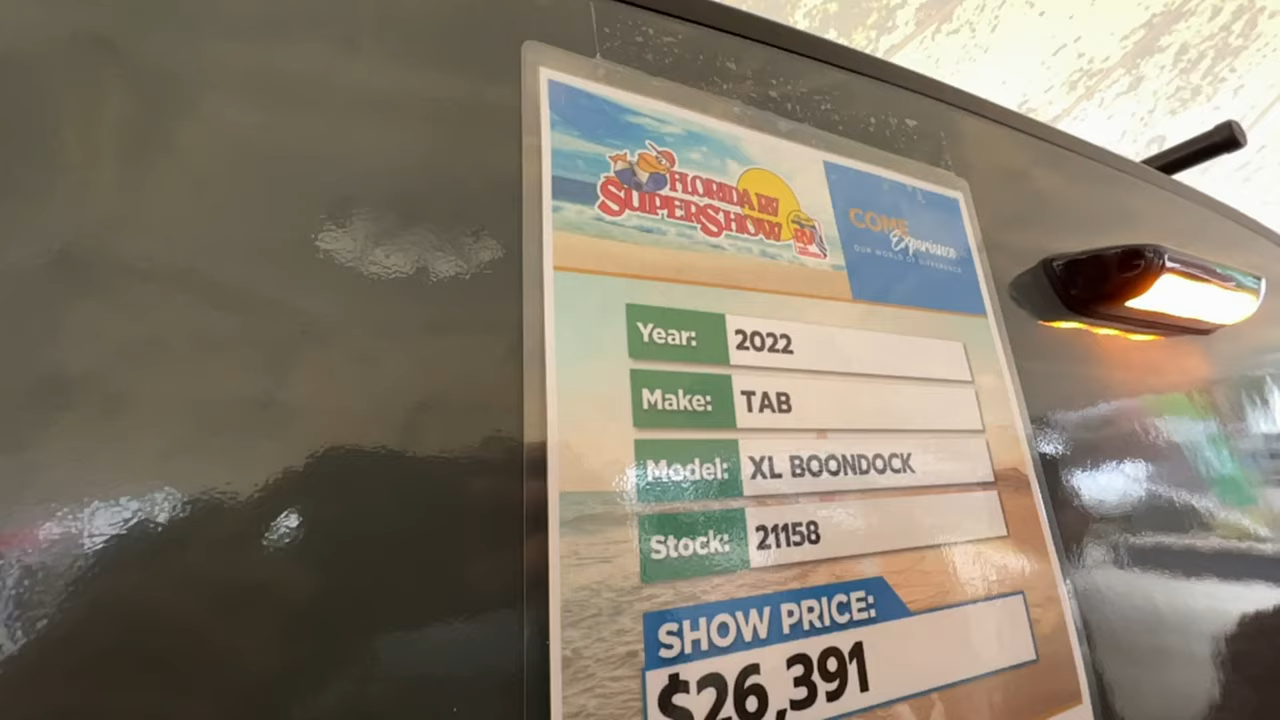 FLORIDA RV
SUPERSHOW
COME
Experience
OUR WORLD OF DIFFERENCE
Year: 2022
Make: TAB
Model: XL BOONDOCK
Stock: 21158
SHOW PRICE:
$26,391